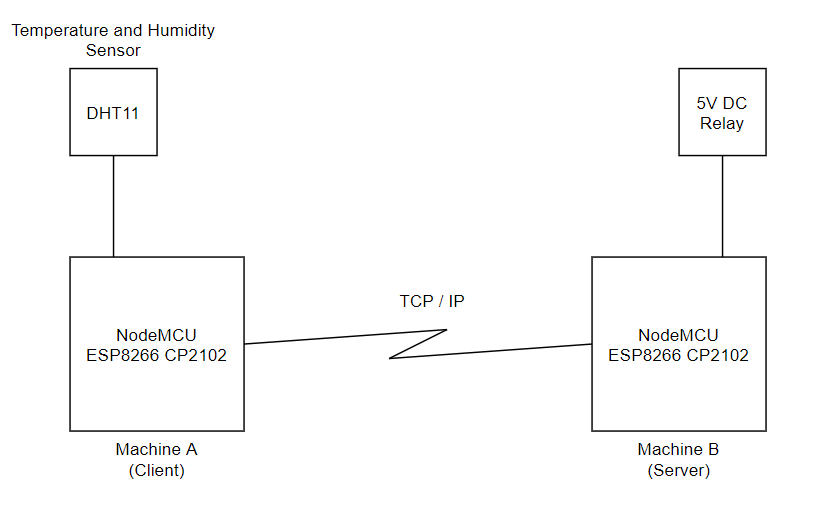 Temperature and Humidity
Sensor
DHT11
5V DC
Relay
TCP / IP
NodeMCU
ESP8266 CP2102
NodeMCU
ESP8266 CP2102
Machine A
(Client)
Machine B
(Server)